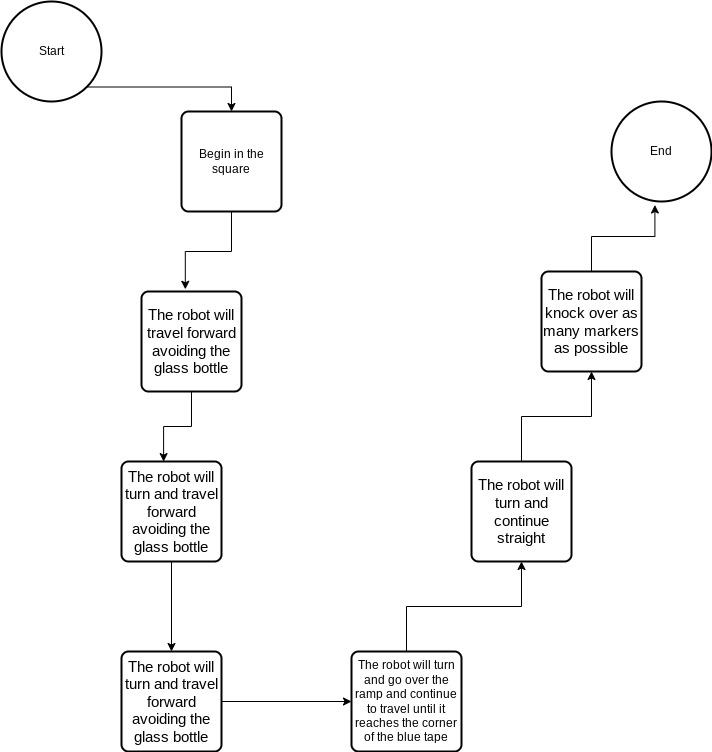 Start
Begin in the
square
The robot will
travel forward
avoiding the
glass bottle
The robot will
turn and travel
forward
avoiding the
glass bottle
The robot will
turn and travel
forward
avoiding the
glass bottle
The robot will turn
and go over the
ramp and continue
to travel until it
reaches the corner
of the blue tape
The robot will
turn and
continue
straight
The robot will
knock over as
many markers
as possible
End